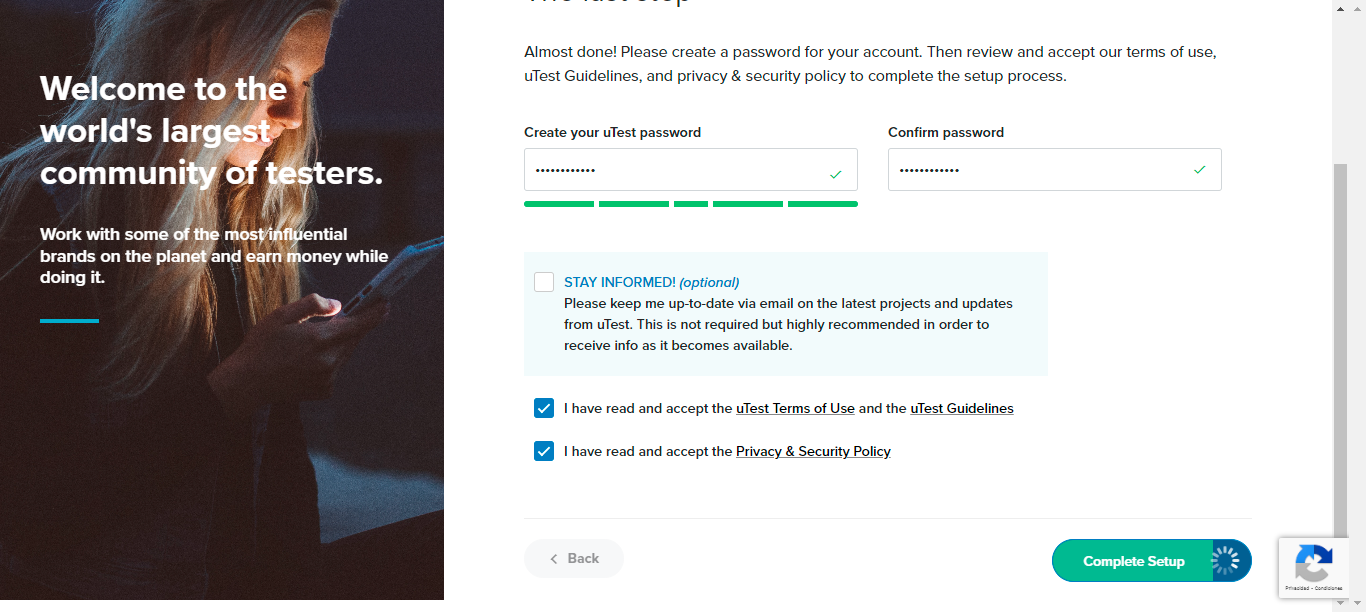 Welcome to the
world's largest
community of testers.
Work with some of the most influential
brands on the planet and earn money while
doing it.
The last step
Almost done! Please create a password for your account. Then review and accept our terms of use,
uTest Guidelines, and privacy & security policy to complete the setup process.
Create your uTest password
Confirm password
••••••••••••
••••••••••••
STAY INFORMED! (optional)
Please keep me up-to-date via email on the latest projects and updates
from uTest. This is not required but highly recommended in order to
receive info as it becomes available.
I have read and accept the uTest Terms of Use and the uTest Guidelines
I have read and accept the Privacy & Security Policy
Back
Complete Setup
Privacidad - Condiciones